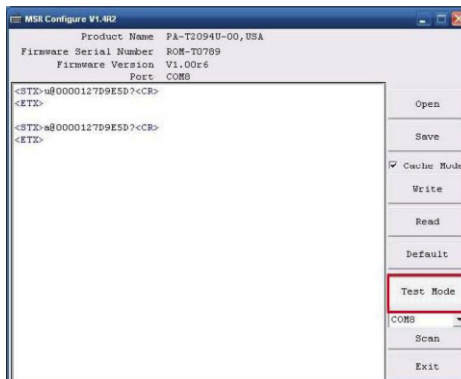 MSR Configure V1.4R2
Product Name PA-T2094U-00,USA
Firmware Serial Number ROM-T0789
Firmware Version V1.00r6
Port COM8
<STX>u@0000127D9E5D?<CR>
<ETX>
<STX>a@0000127D9E5D?<CR>
<ETX>
Open
Save
Cache Mode
Write
Read
Default
Test Mode
COM8
Scan
Exit